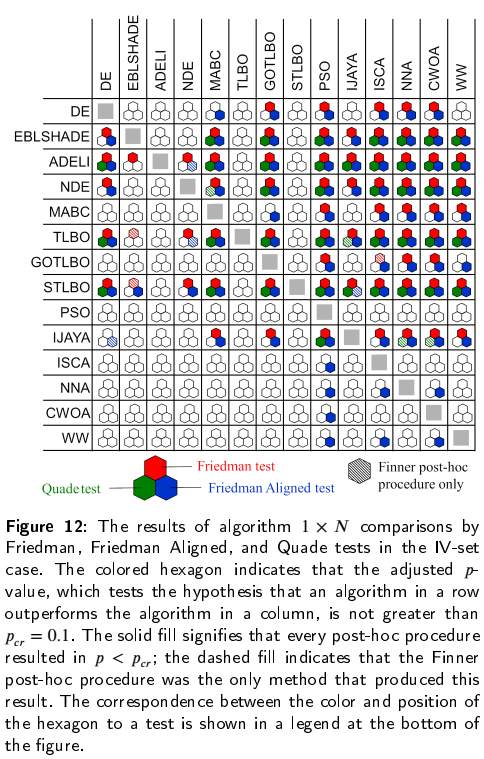 DE
EBLSHADE
ADELI
NDE
MABC
TLBO
GOTLBO
STLBO
PSO
IJAYA
ISCA
NNA
CWOA
WW
DE
EBLSHADE
ADELI
NDE
MABC
TLBO
GOTLBO
STLBO
PSO
IJAYA
ISCA
NNA
CWOA
WW
Friedman test
Quade test
Friedman Aligned test
Finner post-hoc
procedure only
Figure 12: The results of algorithm 1 × N comparisons by
Friedman, Friedman Aligned, and Quade tests in the IV-set
case. The colored hexagon indicates that the adjusted p-
value, which tests the hypothesis that an algorithm in a row
outperforms the algorithm in a column, is not greater than
p_cr = 0.1. The solid fill signifies that every post-hoc procedure
resulted in p < p_cr; the dashed fill indicates that the Finner
post-hoc procedure was the only method that produced this
result. The correspondence between the color and position of
the hexagon to a test is shown in a legend at the bottom of
the figure.